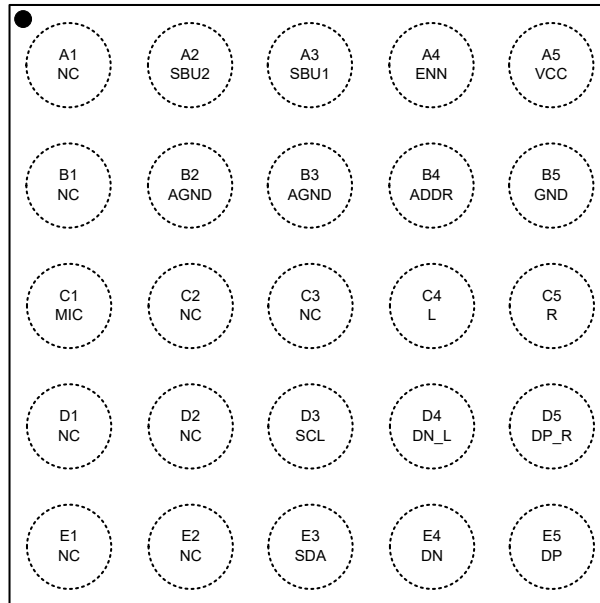 A1 A2 A3 A4 A5
NC SBU2 SBU1 ENN VCC
B1 B2 B3 B4 B5
NC AGND AGND ADDR GND
C1 C2 C3 C4 C5
MIC NC NC L R
D1 D2 D3 D4 D5
NC NC SCL DN_L DP_R
E1 E2 E3 E4 E5
NC NC SDA DN DP